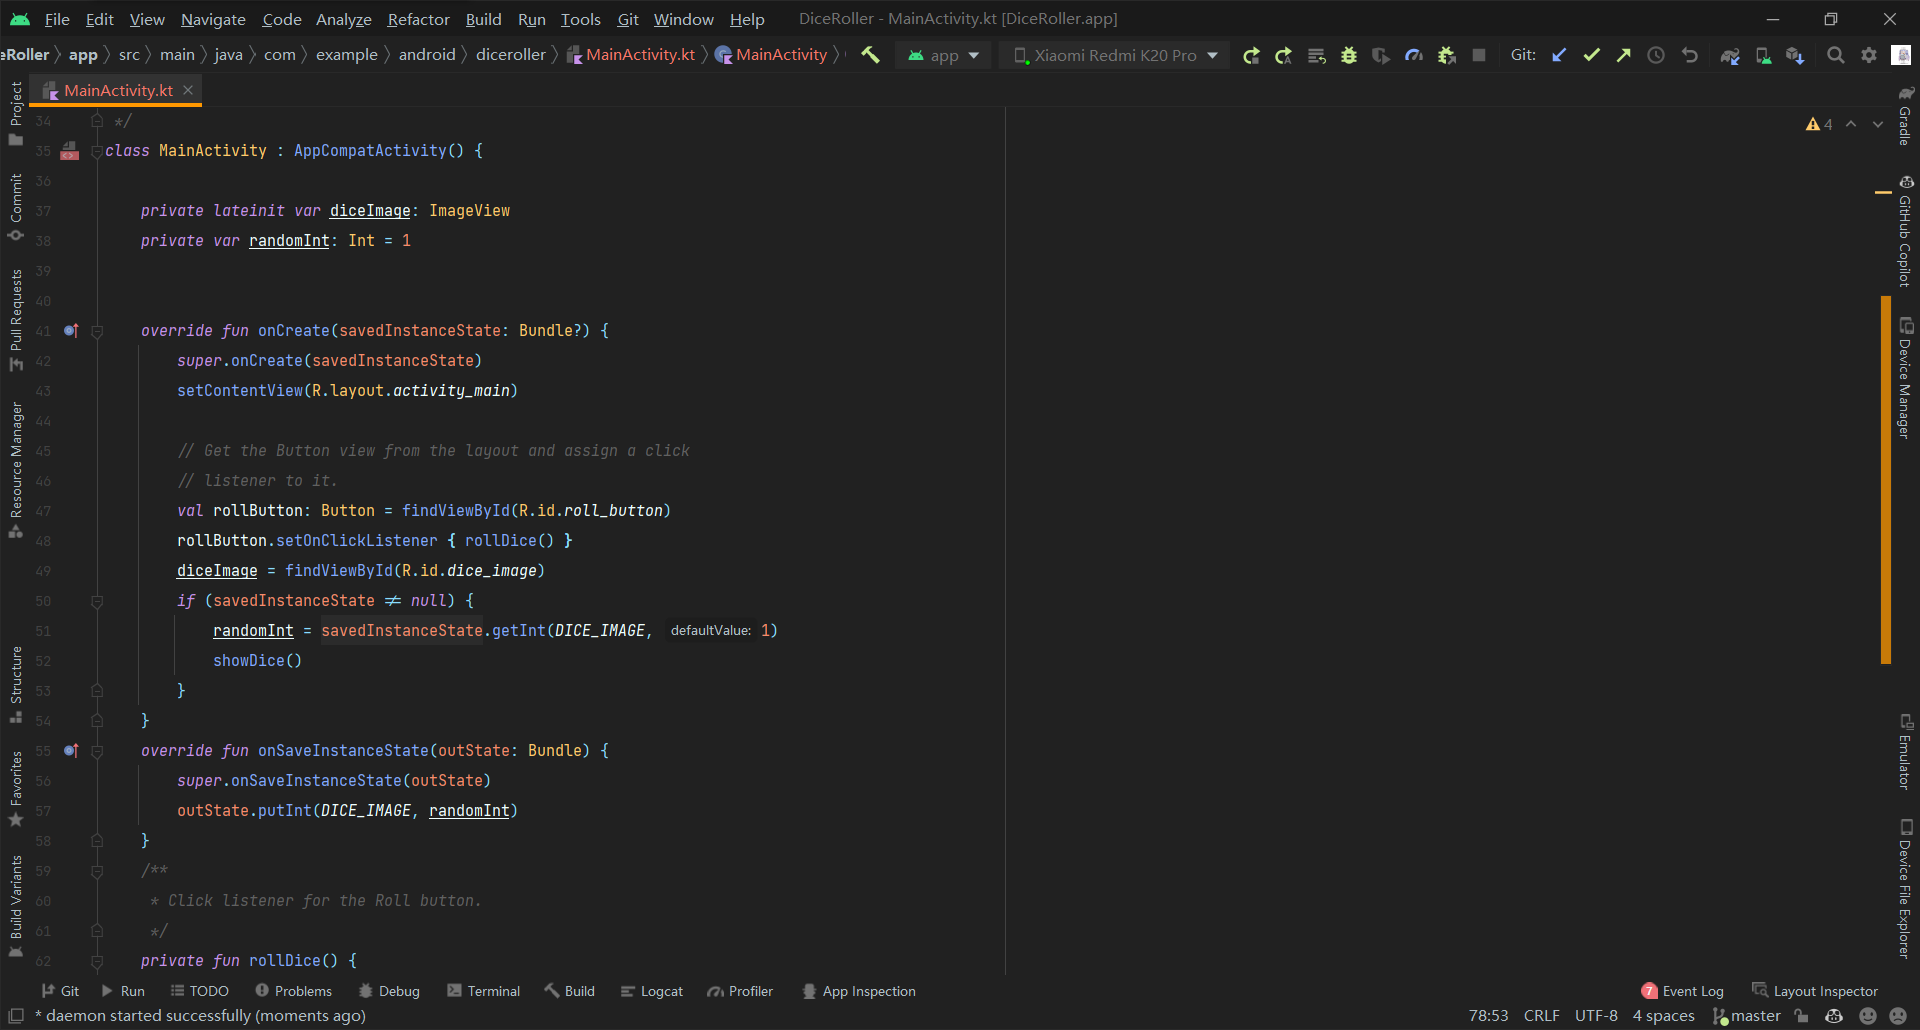 File Edit View Navigate Code Analyze Refactor Build Run Tools Git Window Help DiceRoller - MainActivity.kt [DiceRoller.app]
eRoller app src main java com example android diceroller MainActivity.kt MainActivity app Xiaomi Redmi K20 Pro Git:
MainActivity.kt
Project
Commit
Pull Requests
Resource Manager
Structure
Favorites
Build Variants
4
34 */
35 class MainActivity : AppCompatActivity() {
36
37 private lateinit var diceImage: ImageView
38 private var randomInt: Int = 1
39
40
41 override fun onCreate(savedInstanceState: Bundle?) {
42 super.onCreate(savedInstanceState)
43 setContentView(R.layout.activity_main)
44
45 // Get the Button view from the layout and assign a click
46 // listener to it.
47 val rollButton: Button = findViewById(R.id.roll_button)
48 rollButton.setOnClickListener { rollDice() }
49 diceImage = findViewById(R.id.dice_image)
50 if (savedInstanceState ≠ null) {
51 randomInt = savedInstanceState.getInt(DICE_IMAGE, defaultValue: 1)
52 showDice()
53 }
54 }
55 override fun onSaveInstanceState(outState: Bundle) {
56 super.onSaveInstanceState(outState)
57 outState.putInt(DICE_IMAGE, randomInt)
58 }
59 /**
60 * Click listener for the Roll button.
61 */
62 private fun rollDice() {
Gradle
GitHub Copilot
Device Manager
Emulator
Device File Explorer
Git Run TODO Problems Debug Terminal Build Logcat Profiler App Inspection 7 Event Log Layout Inspector
* daemon started successfully (moments ago) 78:53 CRLF UTF-8 4 spaces master